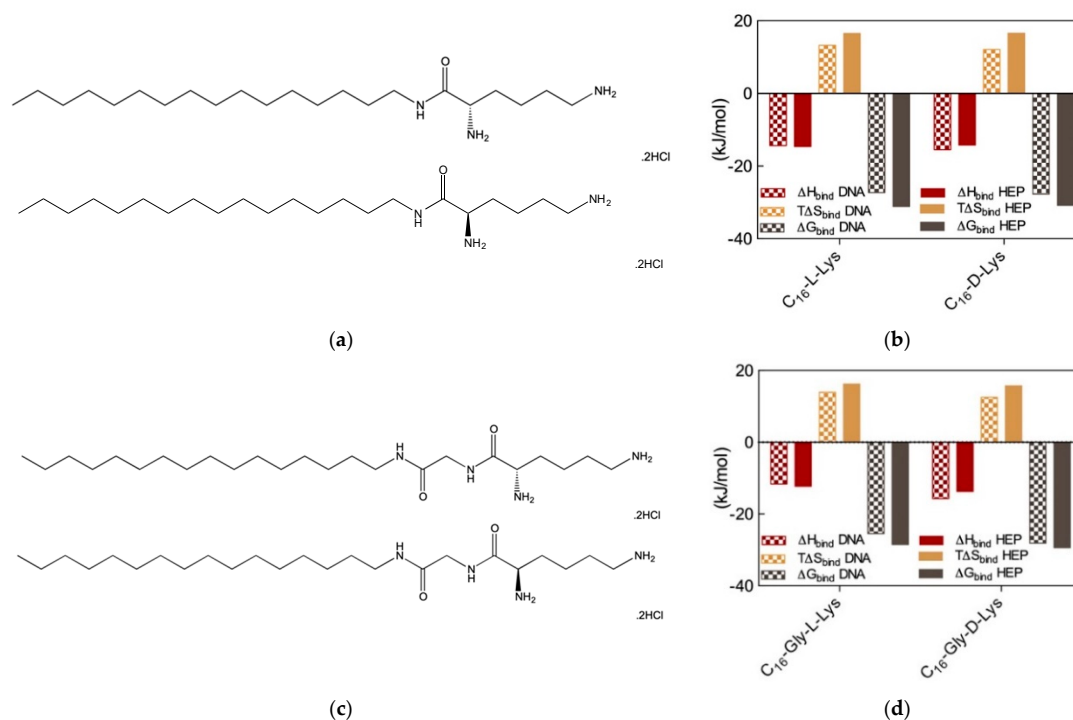 O
N
H
NH2
NH2
.2HCl
O
N
H
NH2
NH2
.2HCl
(a)
20
0
-20
-40
(kJ/mol)
ΔHbind DNA ΔHbind HEP
TΔSbind DNA TΔSbind HEP
ΔGbind DNA ΔGbind HEP
C16-L-Lys
C16-D-Lys
(b)
H
N
O
O
N
H
NH2
NH2
.2HCl
H
N
O
O
N
H
NH2
NH2
.2HCl
(c)
20
0
-20
-40
(kJ/mol)
ΔHbind DNA ΔHbind HEP
TΔSbind DNA TΔSbind HEP
ΔGbind DNA ΔGbind HEP
C16-Gly-L-Lys
C16-Gly-D-Lys
(d)